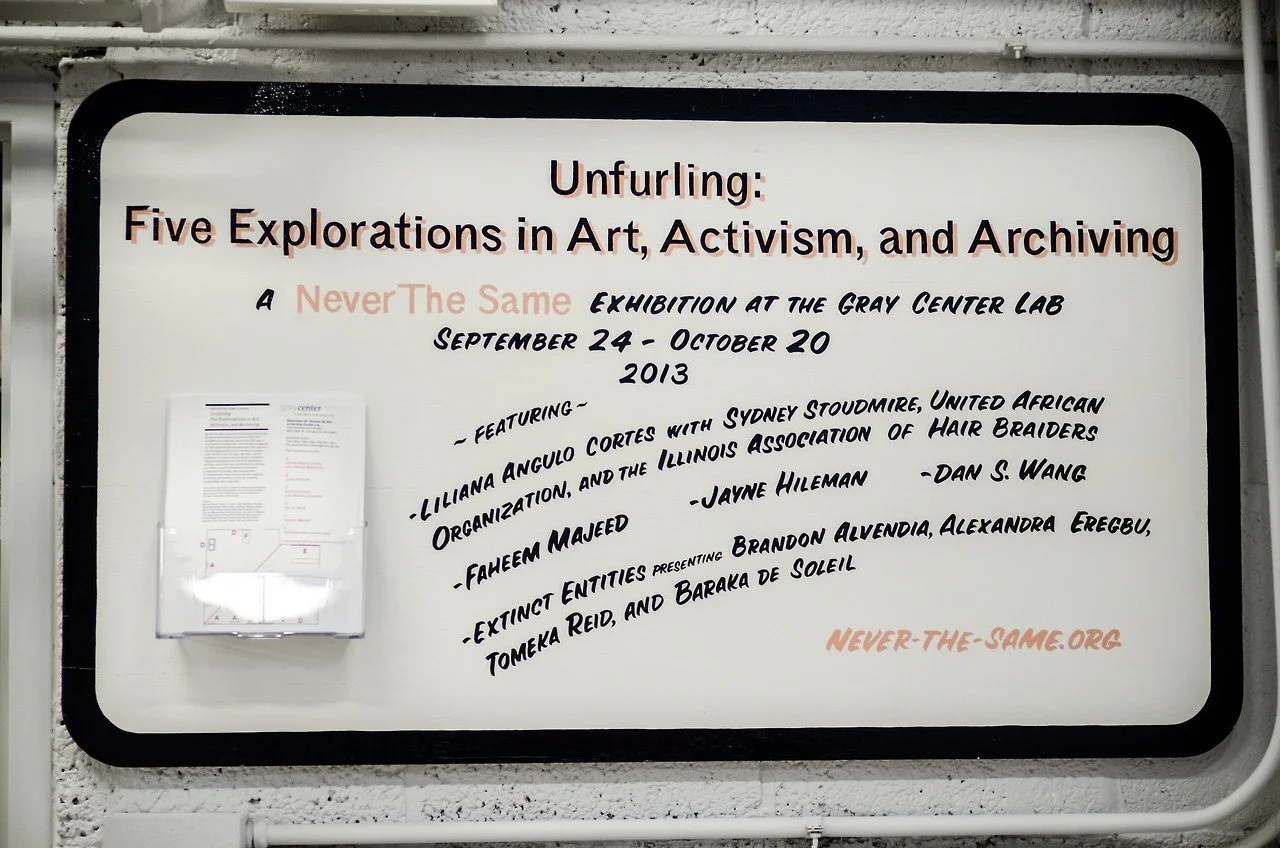 Unfurling:
Five Explorations in Art, Activism, and Archiving
A NeverThe Same EXHIBITION AT THE GRAY CENTER LAB
SEPTEMBER 24 - OCTOBER 20
2013
~ FEATURING ~
-LILIANA ANGULO CORTES WITH SYDNEY STOUDMIRE, UNITED AFRICAN
ORGANIZATION, AND THE ILLINOIS ASSOCIATION OF HAIR BRAIDERS
-FAHEEM MAJEED -JAYNE HILEMAN -DAN S. WANG
-EXTINCT ENTITIES PRESENTING BRANDON ALVENDIA, ALEXANDRA EREGBU,
TOMEKA REID, AND BARAKA DE SOLEIL
NEVER-THE-SAME.ORG
center